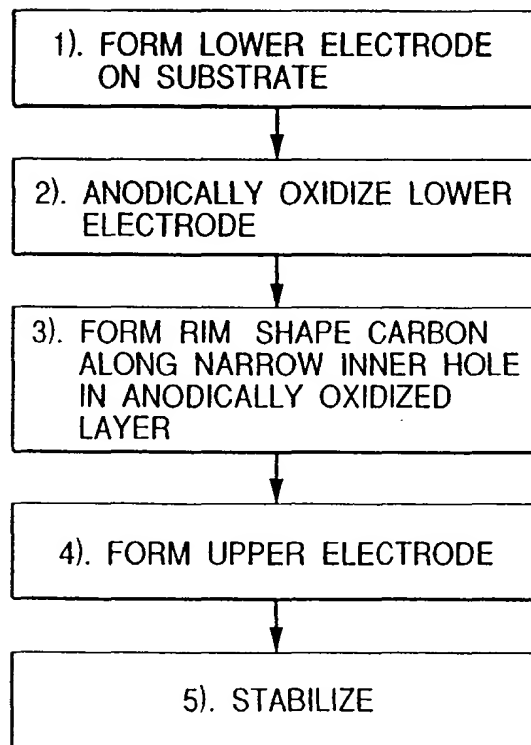 1). FORM LOWER ELECTRODE
ON SUBSTRATE
2). ANODICALLY OXIDIZE LOWER
ELECTRODE
3). FORM RIM SHAPE CARBON
ALONG NARROW INNER HOLE
IN ANODICALLY OXIDIZED
LAYER
4). FORM UPPER ELECTRODE
5). STABILIZE